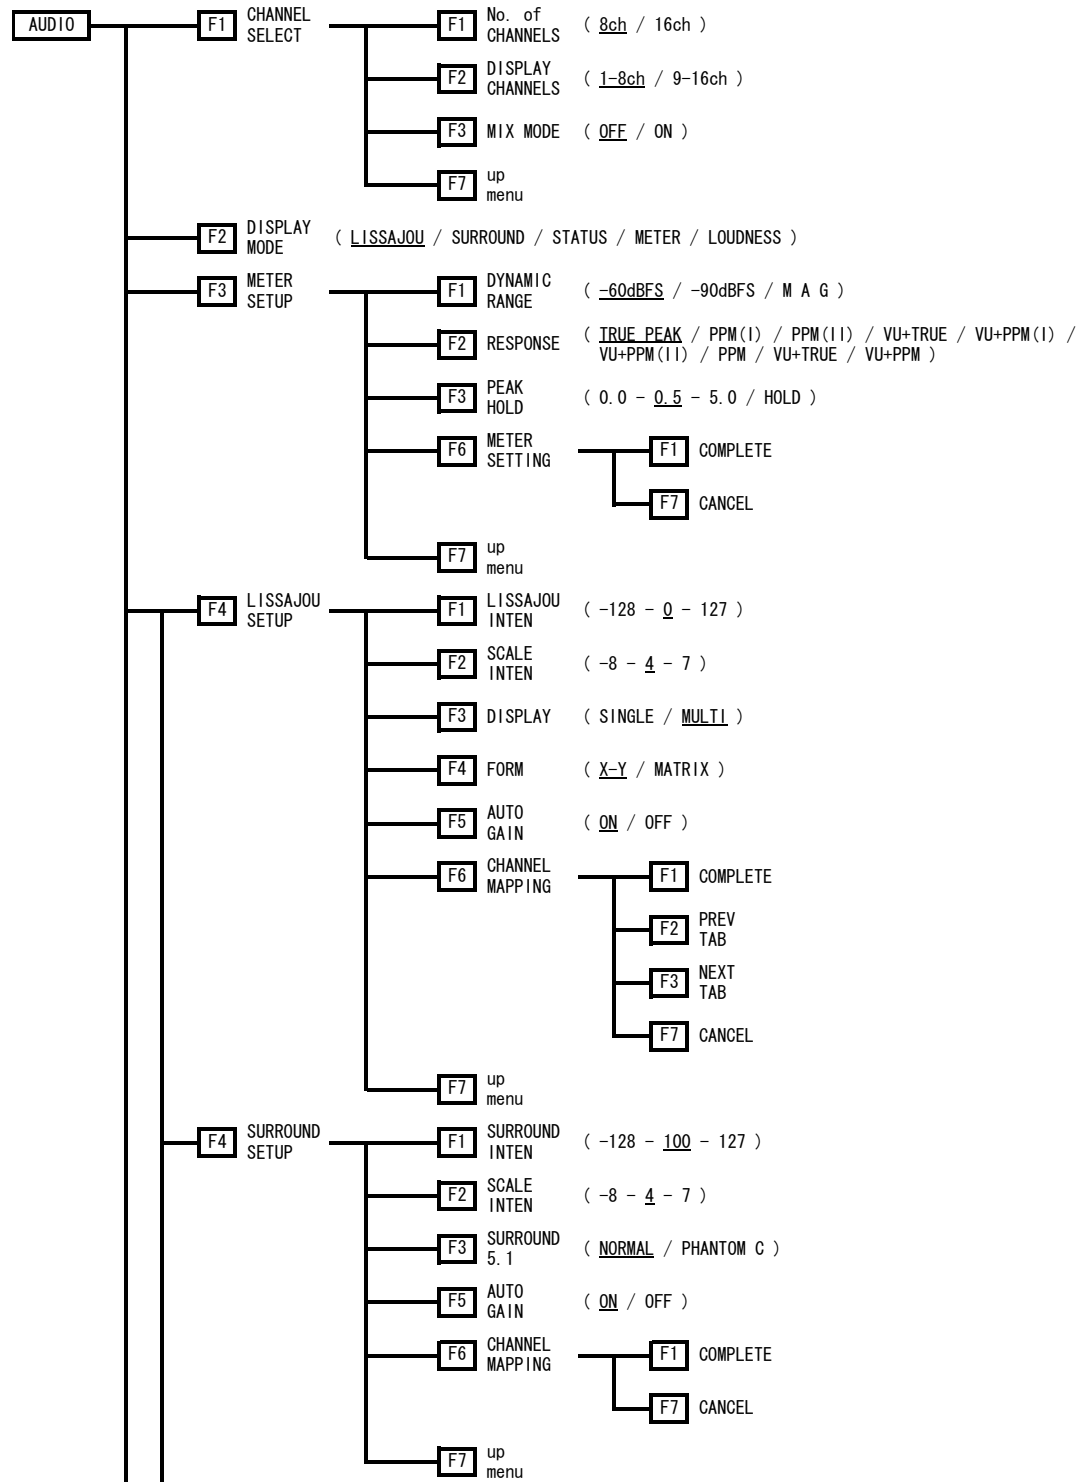 AUDIO
F1 CHANNEL
SELECT
F1 No. of
CHANNELS ( 8ch / 16ch )
F2 DISPLAY
CHANNELS ( 1-8ch / 9-16ch )
F3 MIX MODE ( OFF / ON )
F7 up
menu
F2 DISPLAY
MODE ( LISSAJOU / SURROUND / STATUS / METER / LOUDNESS )
F3 METER
SETUP
F1 DYNAMIC
RANGE ( -60dBFS / -90dBFS / M A G )
F2 RESPONSE ( TRUE PEAK / PPM(I) / PPM(II) / VU+TRUE / VU+PPM(I) /
VU+PPM(II) / PPM / VU+TRUE / VU+PPM )
F3 PEAK
HOLD ( 0.0 - 0.5 - 5.0 / HOLD )
F6 METER
SETTING
F1 COMPLETE
F7 CANCEL
F7 up
menu
F4 LISSAJOU
SETUP
F1 LISSAJOU
INTEN ( -128 - 0 - 127 )
F2 SCALE
INTEN ( -8 - 4 - 7 )
F3 DISPLAY ( SINGLE / MULTI )
F4 FORM ( X-Y / MATRIX )
F5 AUTO
GAIN ( ON / OFF )
F6 CHANNEL
MAPPING
F1 COMPLETE
F2 PREV
TAB
F3 NEXT
TAB
F7 CANCEL
F7 up
menu
F4 SURROUND
SETUP
F1 SURROUND
INTEN ( -128 - 100 - 127 )
F2 SCALE
INTEN ( -8 - 4 - 7 )
F3 SURROUND
5.1 ( NORMAL / PHANTOM C )
F5 AUTO
GAIN ( ON / OFF )
F6 CHANNEL
MAPPING
F1 COMPLETE
F7 CANCEL
F7 up
menu